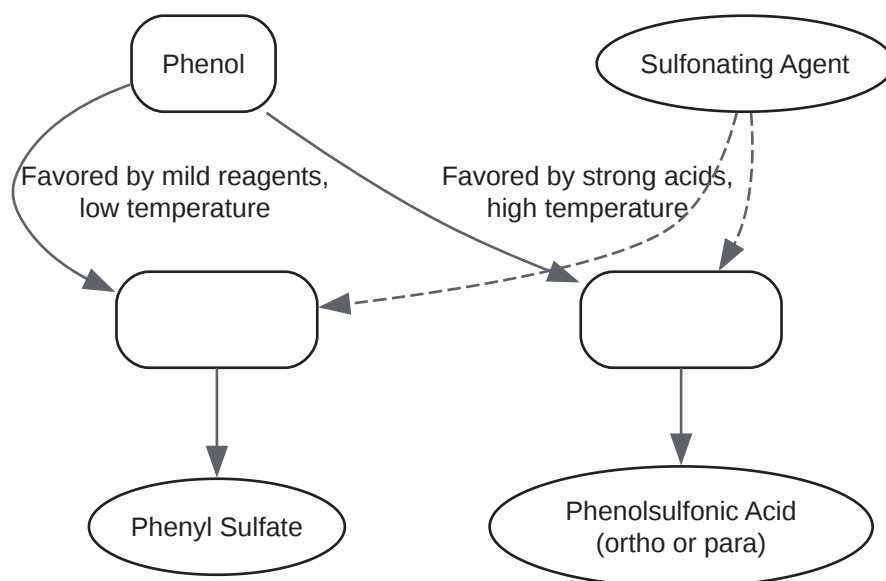 Phenol
Sulfonating Agent
Favored by mild reagents,
low temperature
Favored by strong acids,
high temperature
Phenyl Sulfate
Phenolsulfonic Acid
(ortho or para)